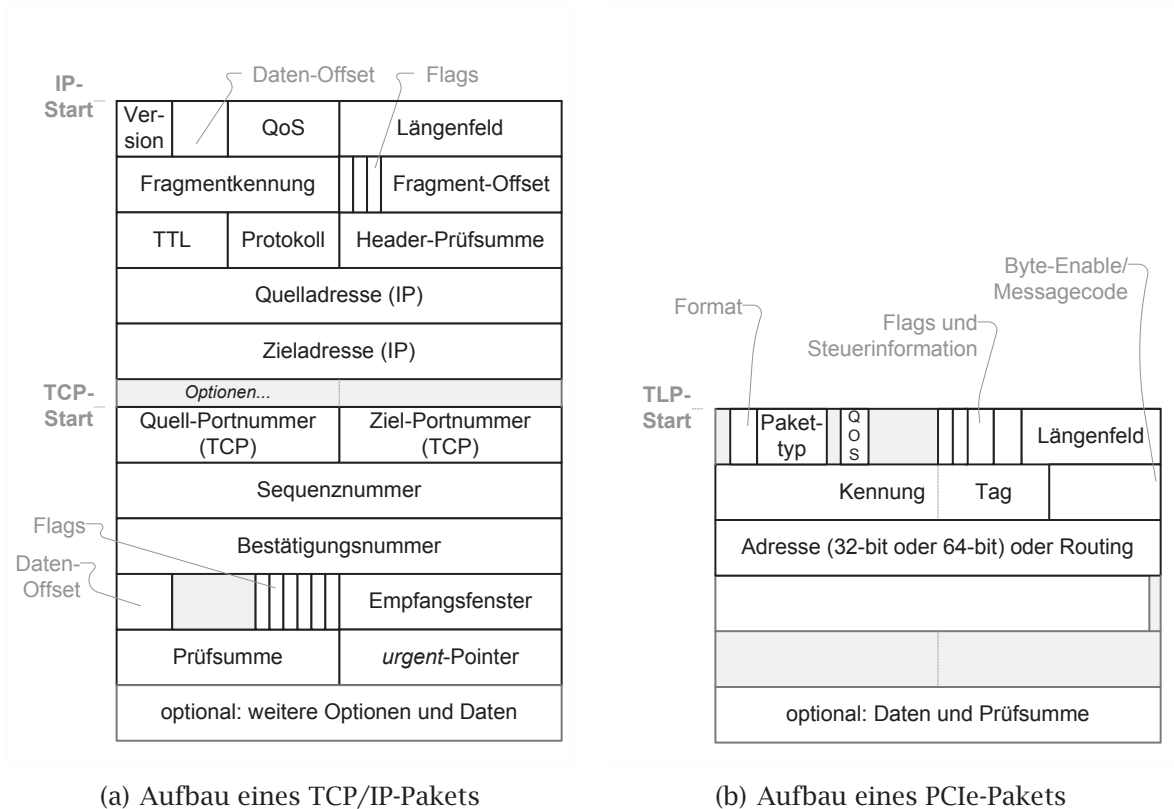 IP-
Start
Daten-Offset
Flags
Ver-
sion
QoS
Längenfeld
Fragmentkennung
Fragment-Offset
TTL
Protokoll
Header-Prüfsumme
Quelladresse (IP)
Zieladresse (IP)
TCP-
Start
Optionen...
Quell-Portnummer
(TCP)
Ziel-Portnummer
(TCP)
Sequenznummer
Flags
Bestätigungsnummer
Daten-
Offset
Empfangsfenster
Prüfsumme
urgent-Pointer
optional: weitere Optionen und Daten
(a) Aufbau eines TCP/IP-Pakets
Format
Flags und
Steuerinformation
Byte-Enable/
Messagecode
TLP-
Start
Paket-
typ
Q
O
S
Längenfeld
Kennung
Tag
Adresse (32-bit oder 64-bit) oder Routing
optional: Daten und Prüfsumme
(b) Aufbau eines PCIe-Pakets